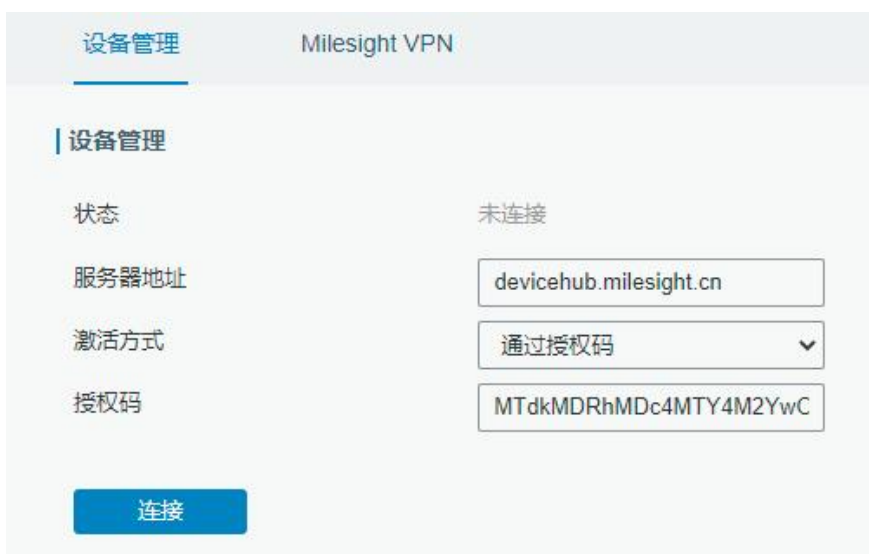 设备管理 Milesight VPN
设备管理
状态 未连接
服务器地址 devicehub.milesight.cn
激活方式 通过授权码
授权码 MTdkMDRhMDc4MTY4M2YwC
连接